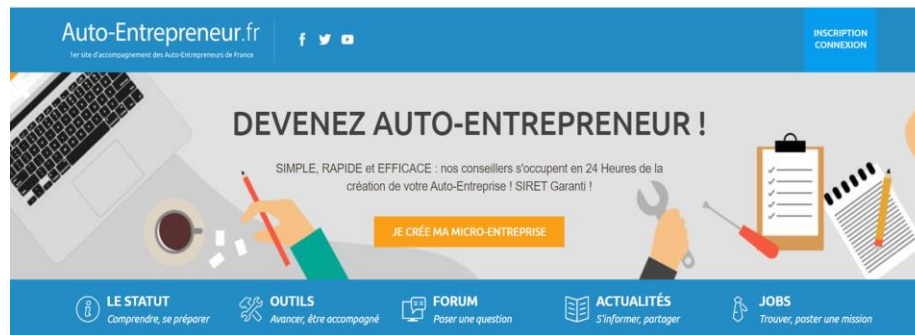 Auto-Entrepreneur.fr
1er site d'accompagnement des Auto-Entrepreneurs de France
INSCRIPTION
CONNEXION
DEVENEZ AUTO-ENTREPRENEUR !
SIMPLE, RAPIDE et EFFICACE : nos conseillers s'occupent en 24 Heures de la
création de votre Auto-Entreprise ! SIRET Garanti !
JE CRÉE MA MICRO-ENTREPRISE
LE STATUT
Comprendre, se préparer
OUTILS
Avancer, être accompagné
FORUM
Poser une question
ACTUALITÉS
S'informer, partager
JOBS
Trouver, poster une mission